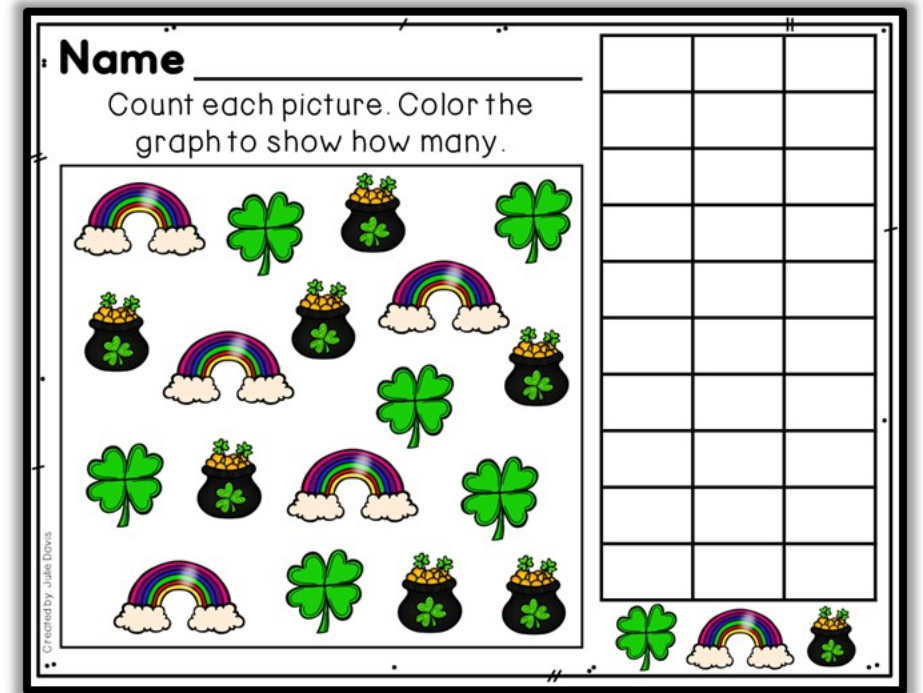 Name
Count each picture. Color the
graph to show how many.
Created by Julie Davis